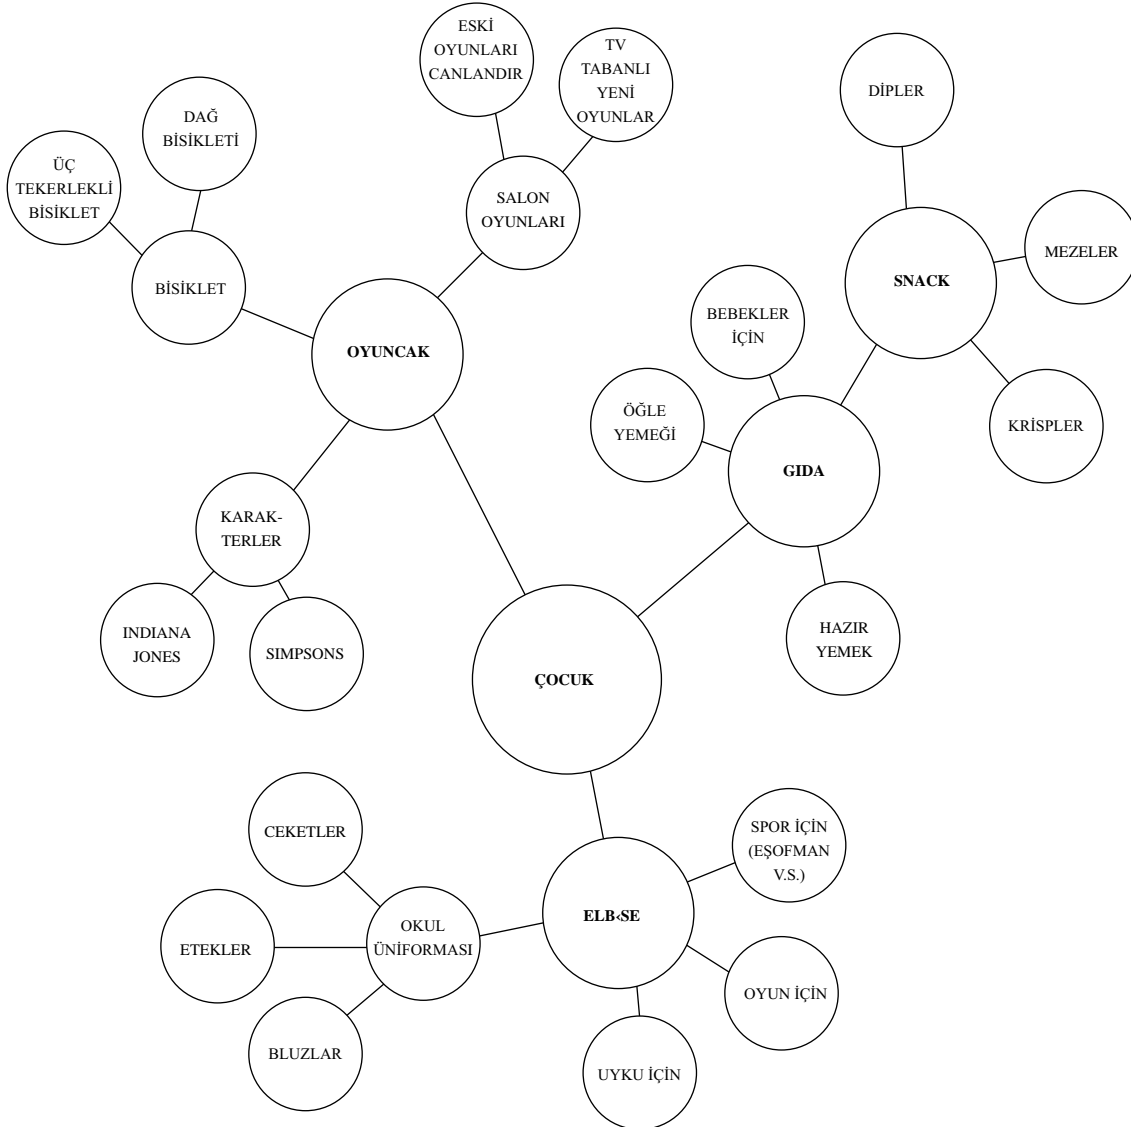 ESKİ
OYUNLARI
CANLANDIR
TV
TABANLI
YENİ
OYUNLAR
DİPLER
DAĞ
BİSİKLETİ
ÜÇ
TEKERLEKLİ
BİSİKLET
SALON
OYUNLARI
MEZELER
BİSİKLET
SNACK
BEBEKLER
İÇİN
OYUNCAK
ÖĞLE
YEMEĞİ
KRİSPLER
GIDA
KARAK-
TERLER
INDIANA
JONES
SIMPSONS
HAZIR
YEMEK
ÇOCUK
CEKETLER
SPOR İÇİN
(EŞOFMAN
V.S.)
ELB‹SE
OKUL
ÜNİFORMASI
ETEKLER
OYUN İÇİN
BLUZLAR
UYKU İÇİN